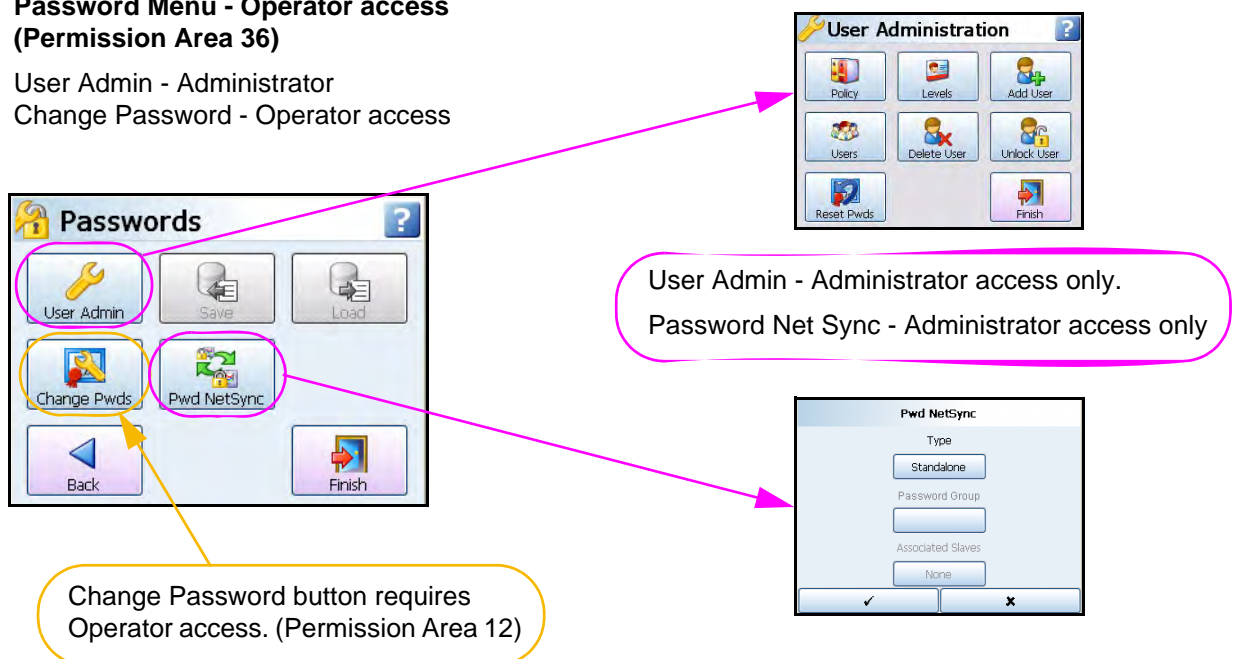 Password Menu - Operator access
(Permission Area 36)
User Admin - Administrator
Change Password - Operator access
Passwords
?
User Admin
Save
Load
Change Pwds
Pwd NetSync
Back
Finish
Change Password button requires
Operator access. (Permission Area 12)
User Administration
?
Policy
Levels
Add User
Users
Delete User
Unlock User
Reset Pwds
Finish
User Admin - Administrator access only.
Password Net Sync - Administrator access only
Pwd NetSync
Type
Standalone
Password Group
Associated Slaves
None